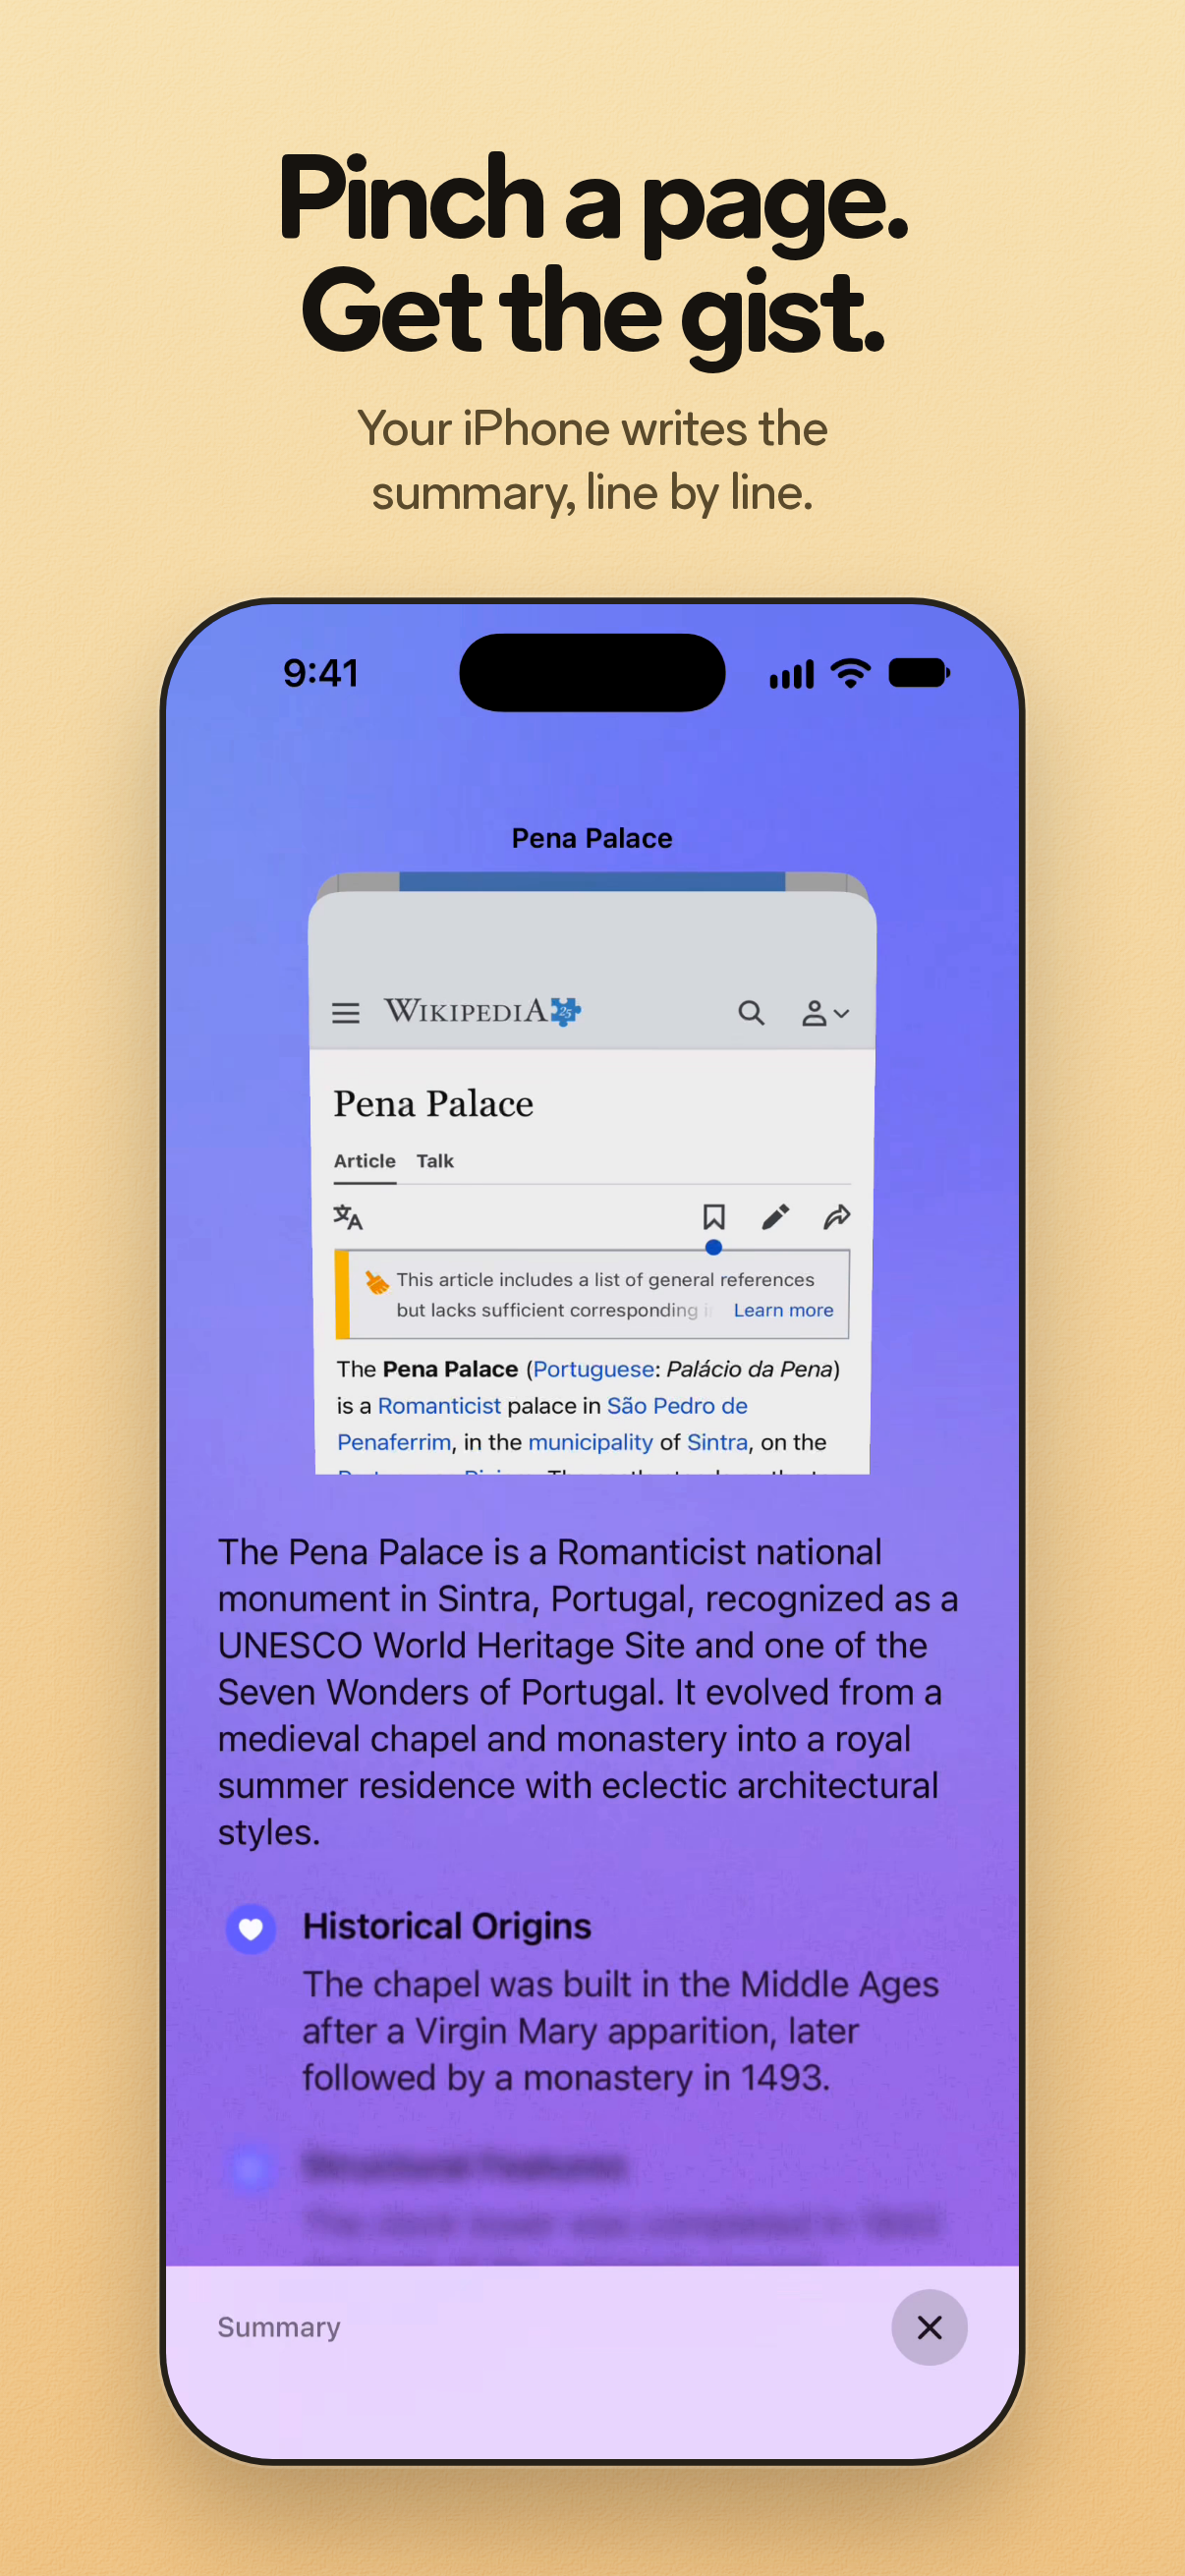 Pinch a page.
Get the gist.
Your iPhone writes the
summary, line by line.
9:41
Pena Palace
WIKIPEDIA 25
Pena Palace
Article Talk
This article includes a list of general references
but lacks sufficient corresponding Learn more
The Pena Palace (Portuguese: Palácio da Pena)
is a Romanticist palace in São Pedro de
Penaferrim, in the municipality of Sintra, on the
The Pena Palace is a Romanticist national
monument in Sintra, Portugal, recognized as a
UNESCO World Heritage Site and one of the
Seven Wonders of Portugal. It evolved from a
medieval chapel and monastery into a royal
summer residence with eclectic architectural
styles.
Historical Origins
The chapel was built in the Middle Ages
after a Virgin Mary apparition, later
followed by a monastery in 1493.
Summary